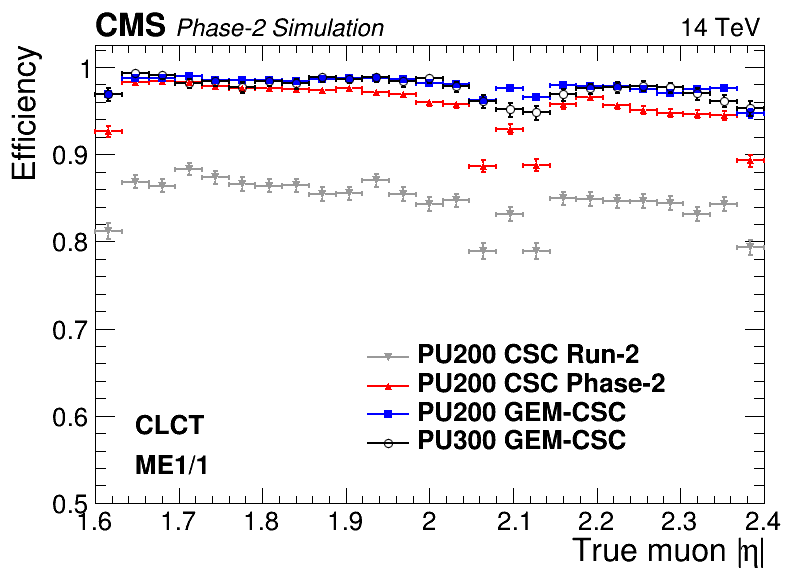 CMS Phase-2 Simulation 14 TeV
Efficiency
1
0.9
0.8
0.7
0.6
0.5
PU200 CSC Run-2
PU200 CSC Phase-2
PU200 GEM-CSC
PU300 GEM-CSC
CLCT
ME1/1
1.6 1.7 1.8 1.9 2 2.1 2.2 2.3 2.4
True muon |η|